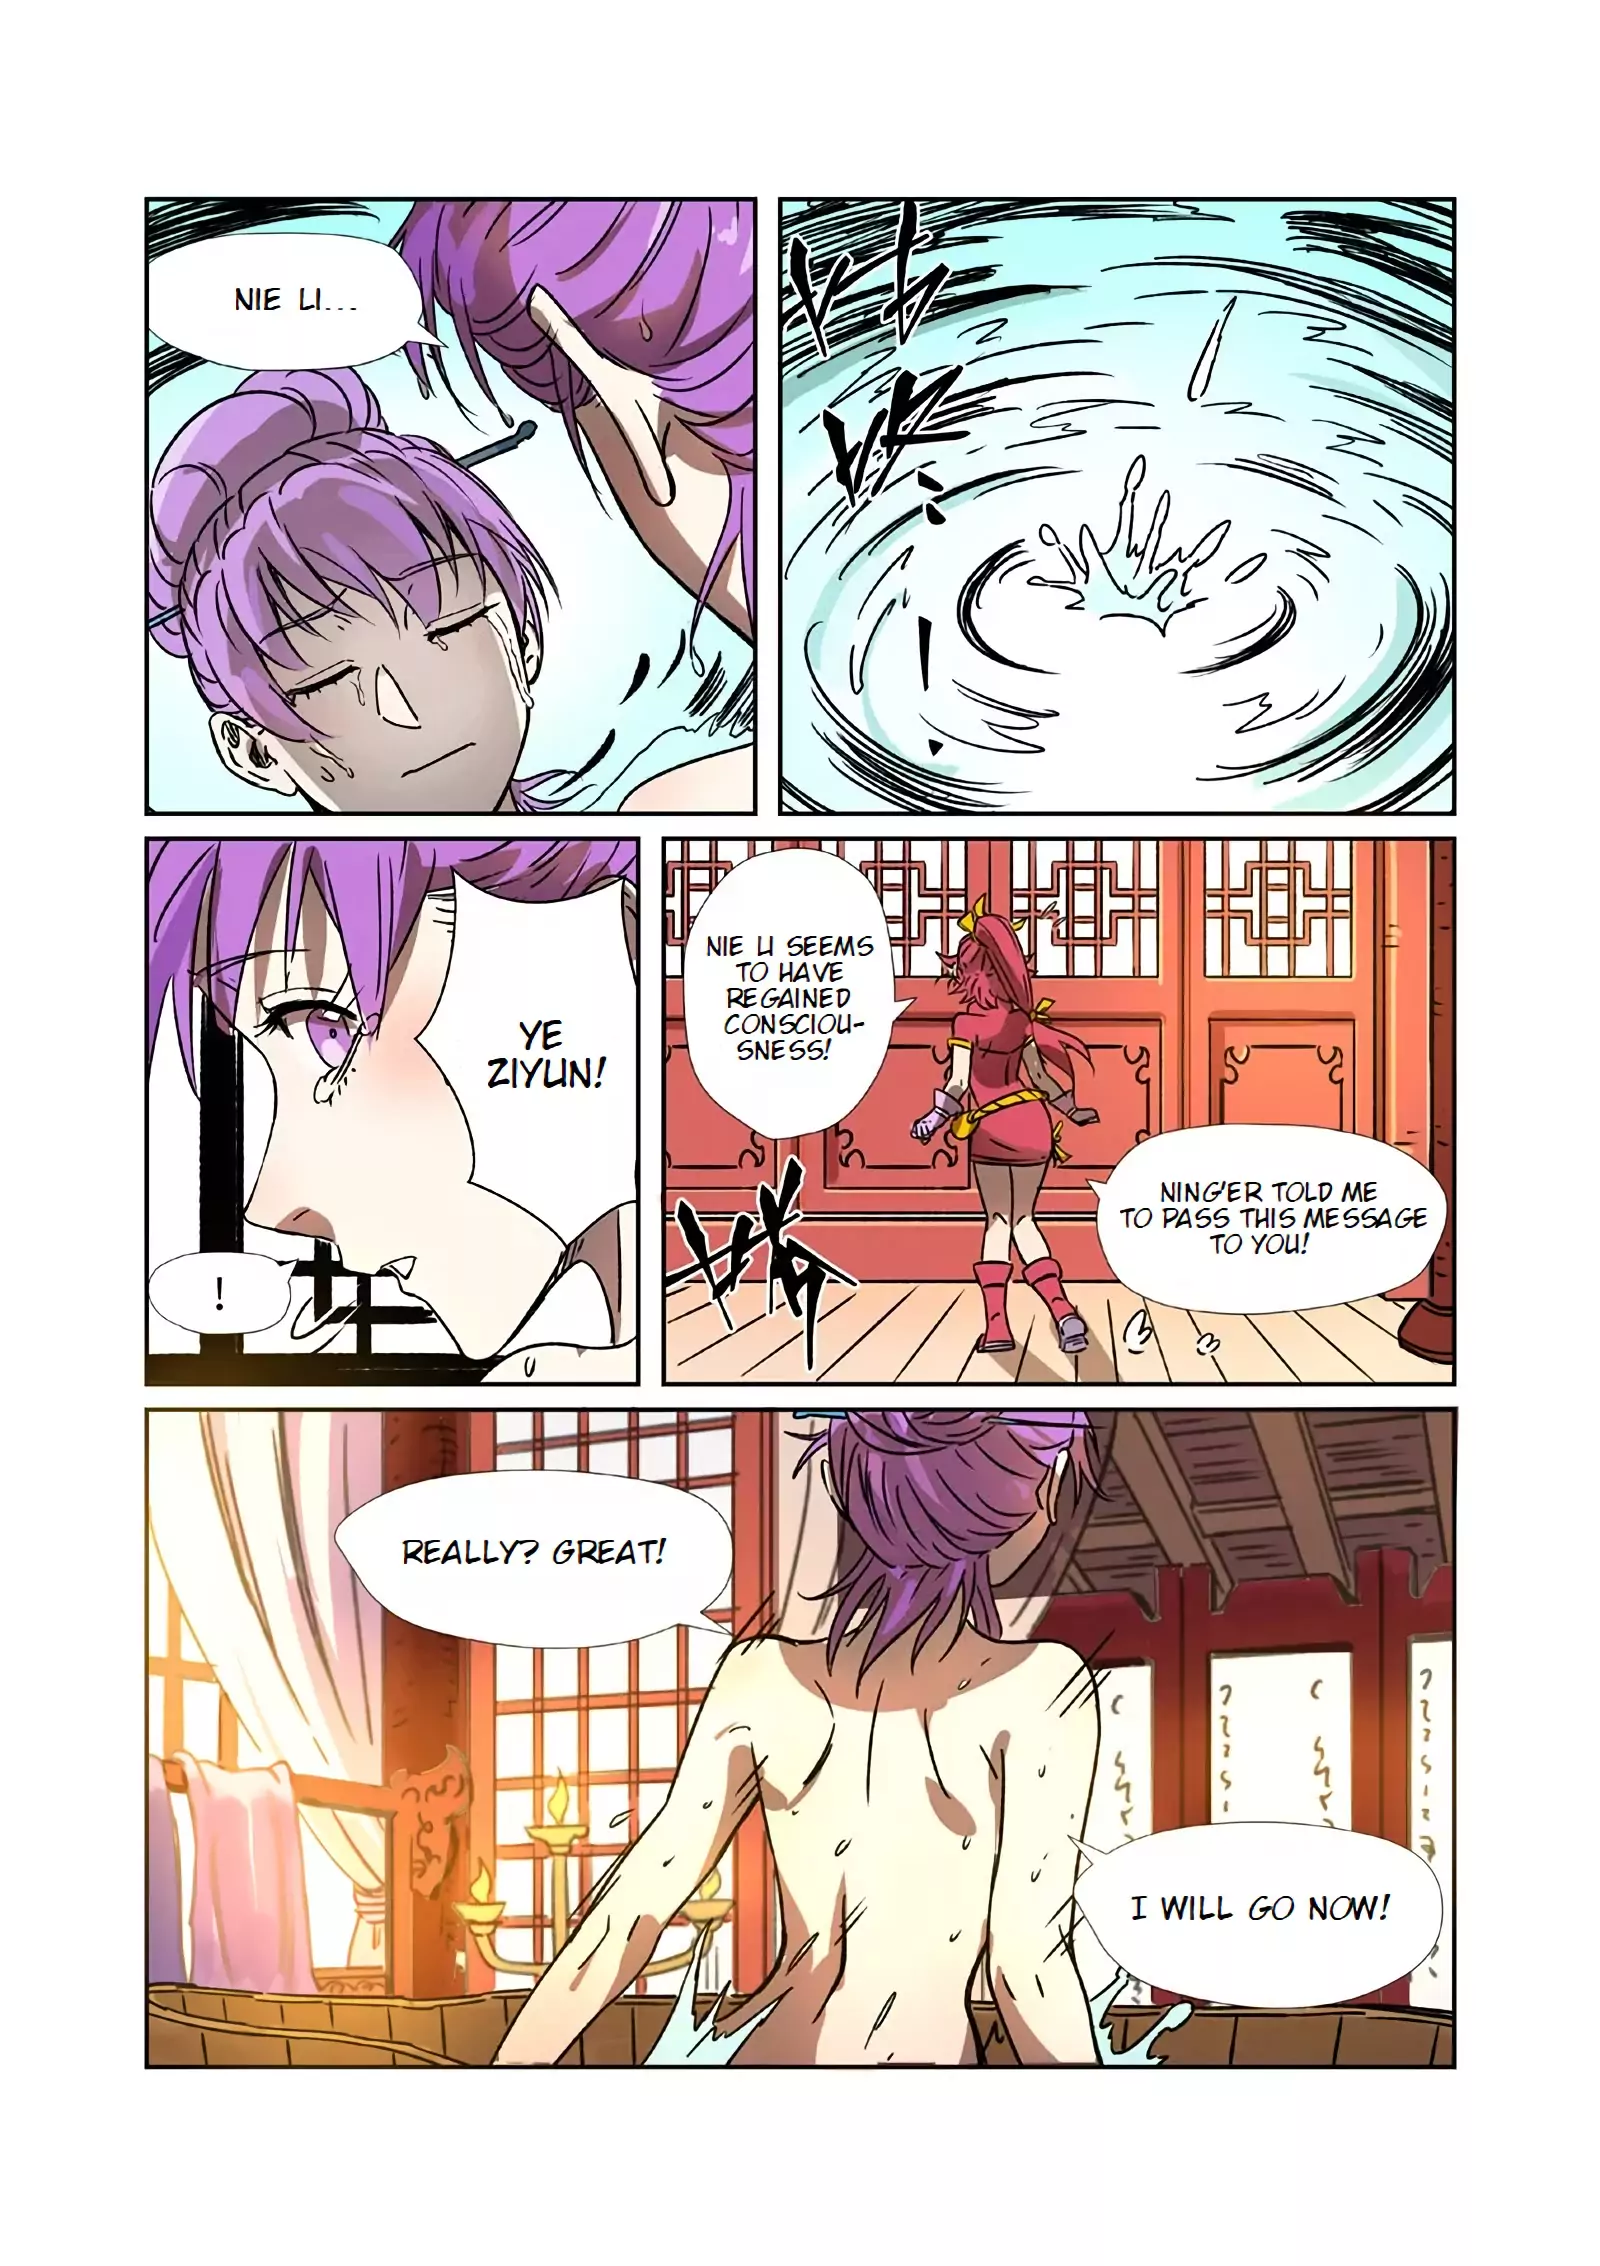 NIE LI...
YE
ZIYUN!
!
NIE LI SEEMS
TO HAVE
REGAINED
CONSCIOU-
SNESS!
NING'ER TOLD ME
TO PASS THIS MESSAGE
TO YOU!
REALLY? GREAT!
I WILL GO NOW!